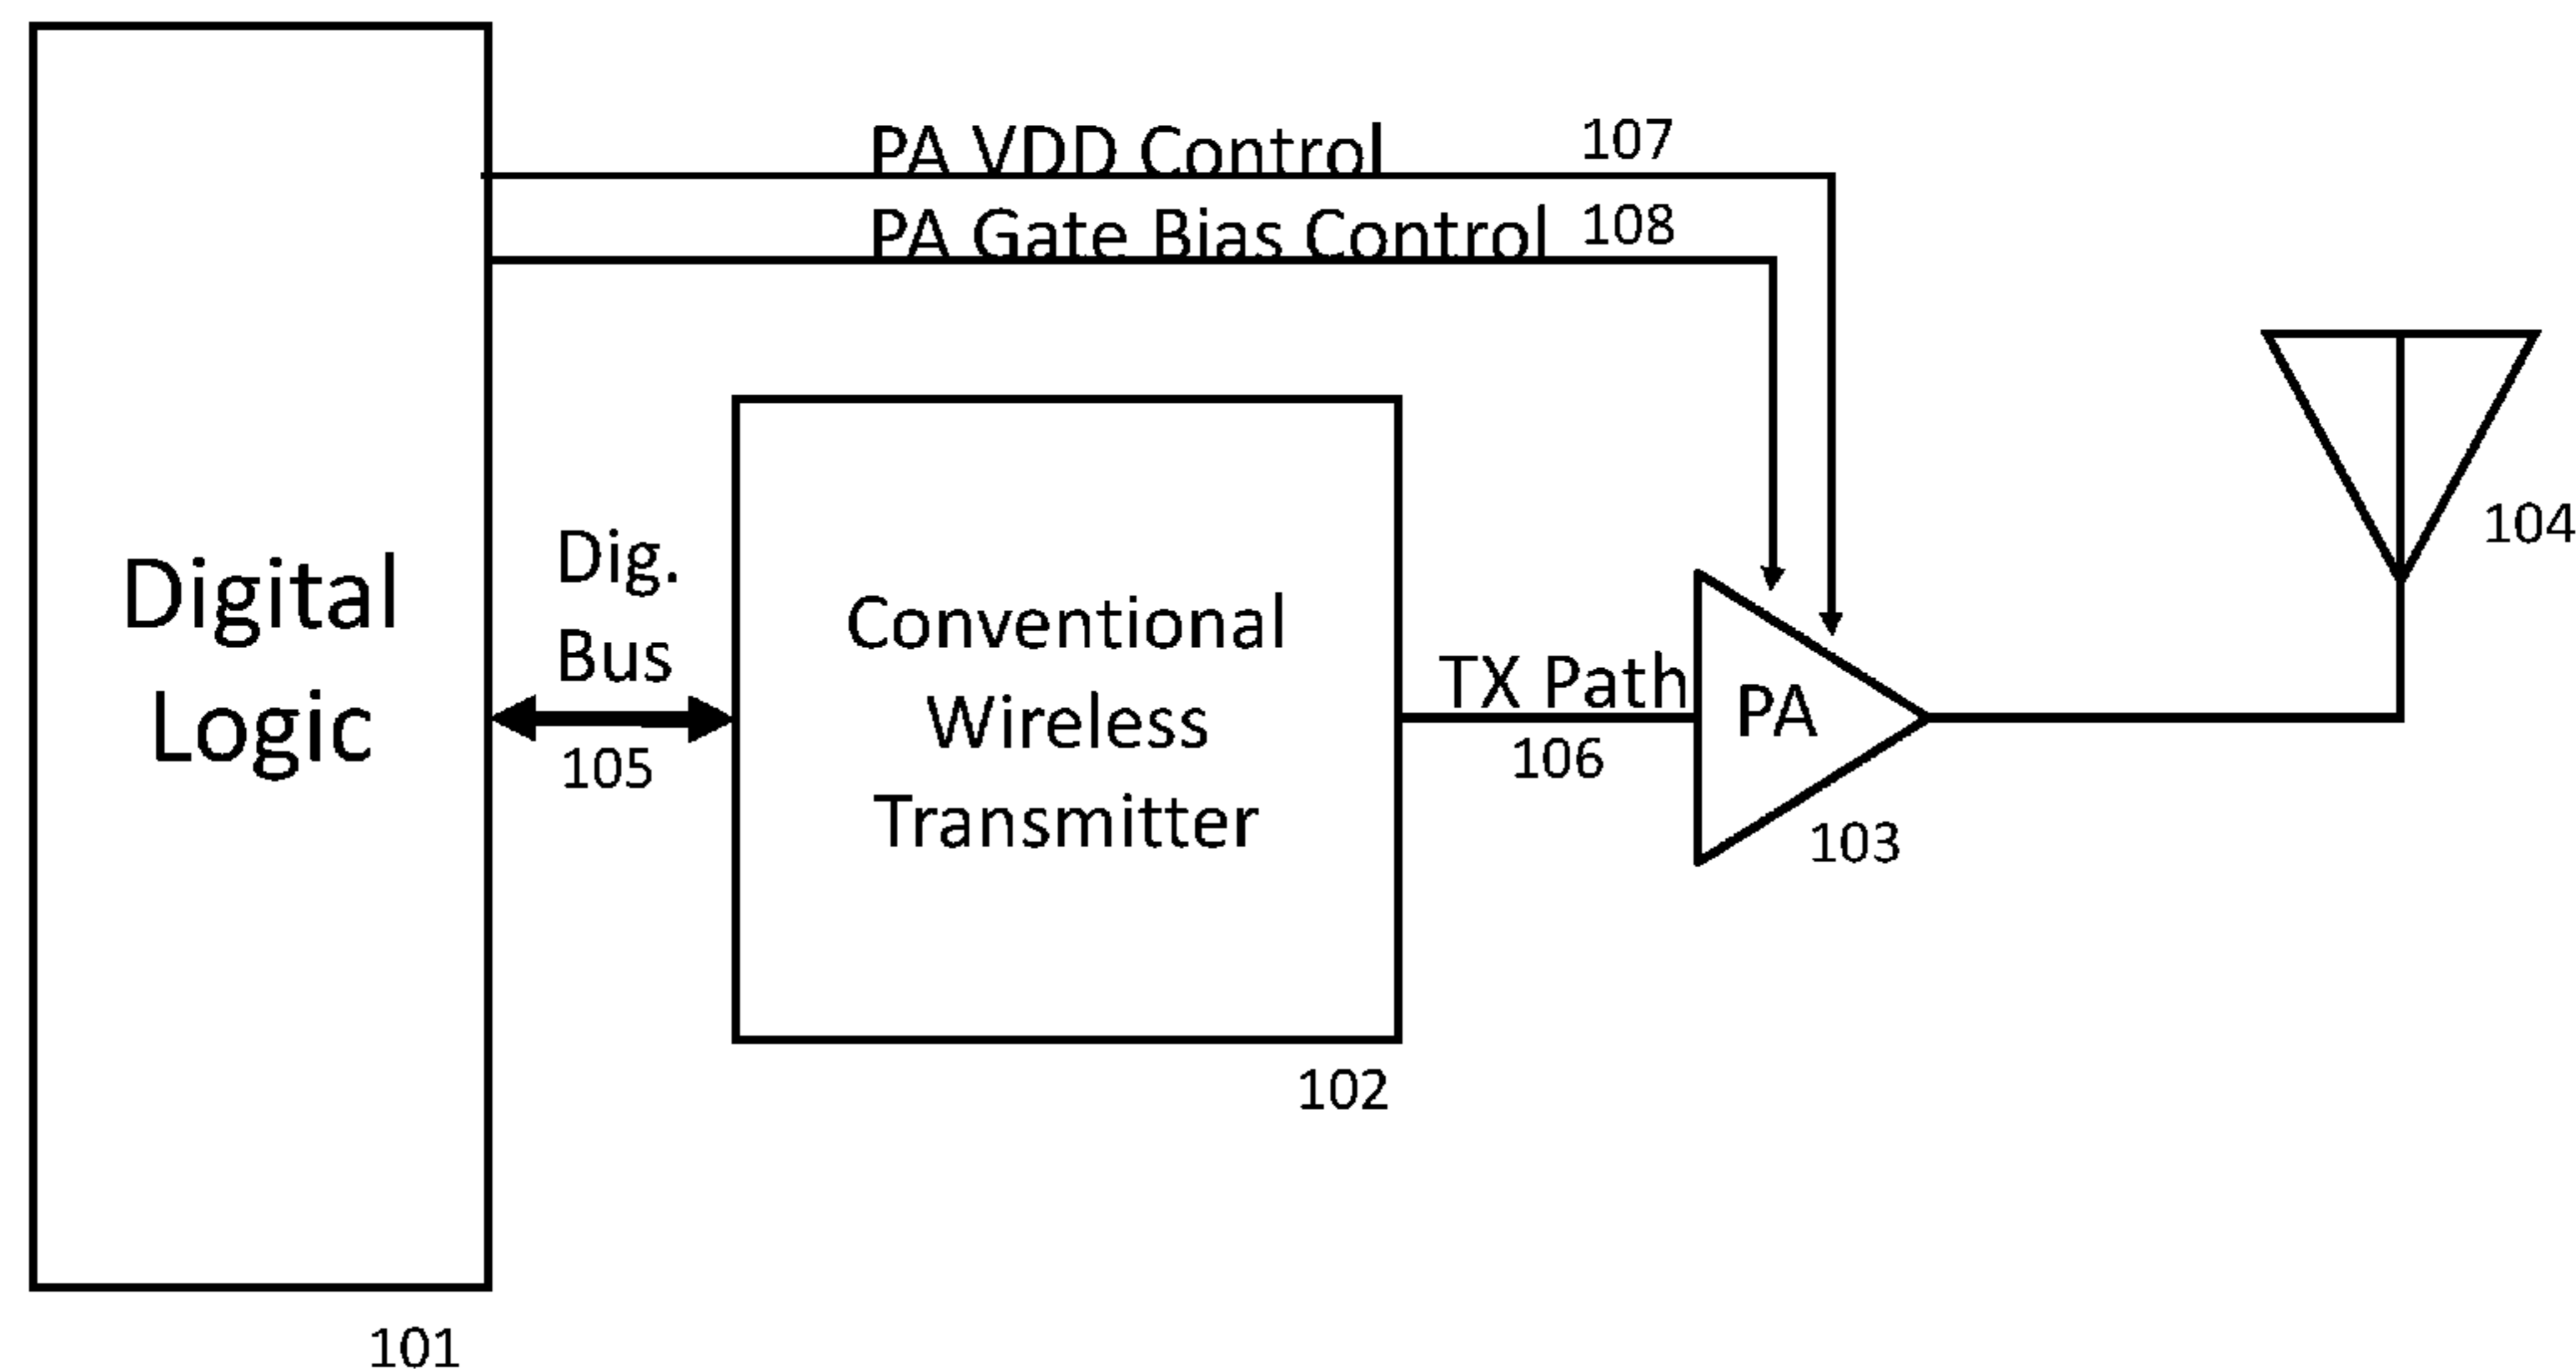 PA VDD Control 107
PA Gate Bias Control 108
Digital
Logic
Dig.
Bus
105
Conventional
Wireless
Transmitter
102
TX Path
106
PA
103
104
101